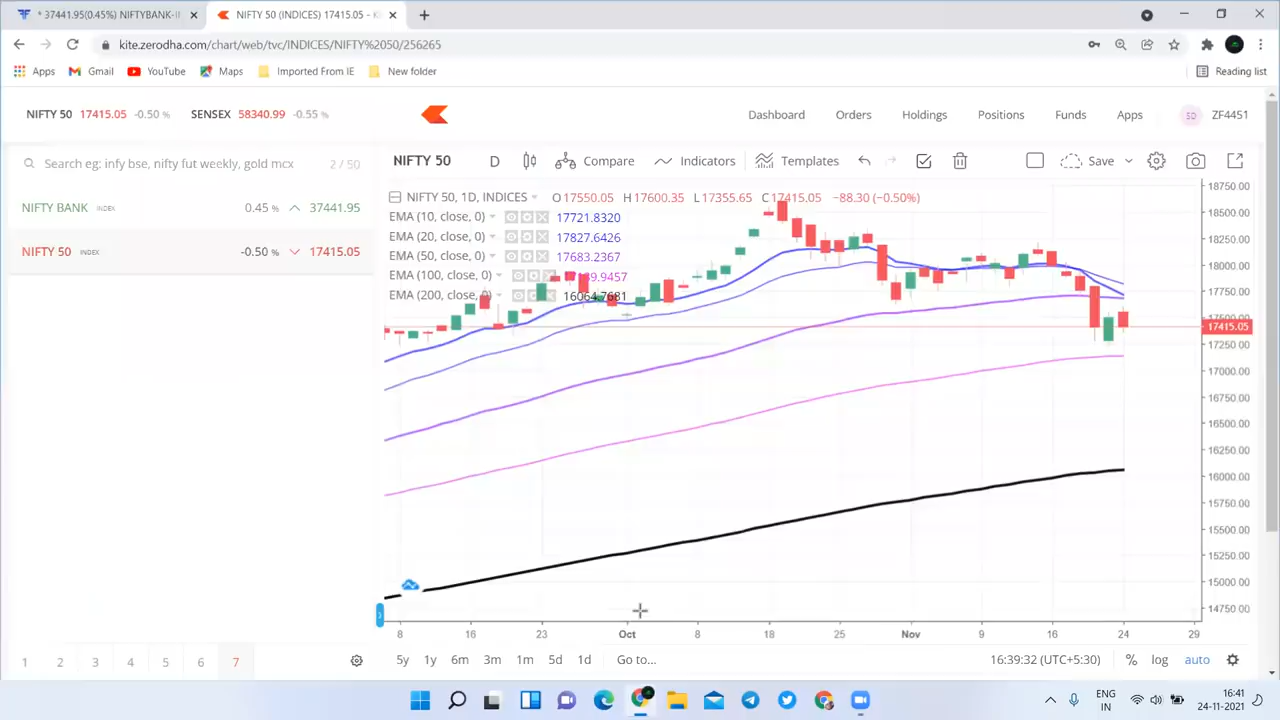 * 37441.95(0.45%) NIFTYBANK-II
NIFTY 50 (INDICES) 17415.05 - Ki
kite.zerodha.com/chart/web/tvc/INDICES/NIFTY%2050/256265
Apps Gmail YouTube Maps Imported From IE New folder Reading list
NIFTY 50 17415.05 -0.50 % SENSEX 58340.99 -0.55 %
Dashboard Orders Holdings Positions Funds Apps SD ZF4451
Search eg: infy bse, nifty fut weekly, gold mcx 2 / 50
NIFTY BANK INDEX 0.45 % 37441.95
NIFTY 50 INDEX -0.50 % 17415.05
NIFTY 50 D Compare Indicators Templates Save
NIFTY 50, 1D, INDICES O17550.05 H17600.35 L17355.65 C17415.05 −88.30 (−0.50%)
EMA (10, close, 0) 17721.8320
EMA (20, close, 0) 17827.6426
EMA (50, close, 0) 17683.2367
EMA (100, close, 0)
EMA (200, close, 0) 16064.7681
18750.00
18500.00
18250.00
18000.00
17750.00
17500.00
17415.05
17250.00
17000.00
16750.00
16500.00
16250.00
16000.00
15750.00
15500.00
15250.00
15000.00
14750.00
8 16 23 Oct 8 18 25 Nov 9 16 24 29
1 2 3 4 5 6 7
5y 1y 6m 3m 1m 5d 1d Go to... 16:39:32 (UTC+5:30) % log auto
ENG
IN
16:41
24-11-2021